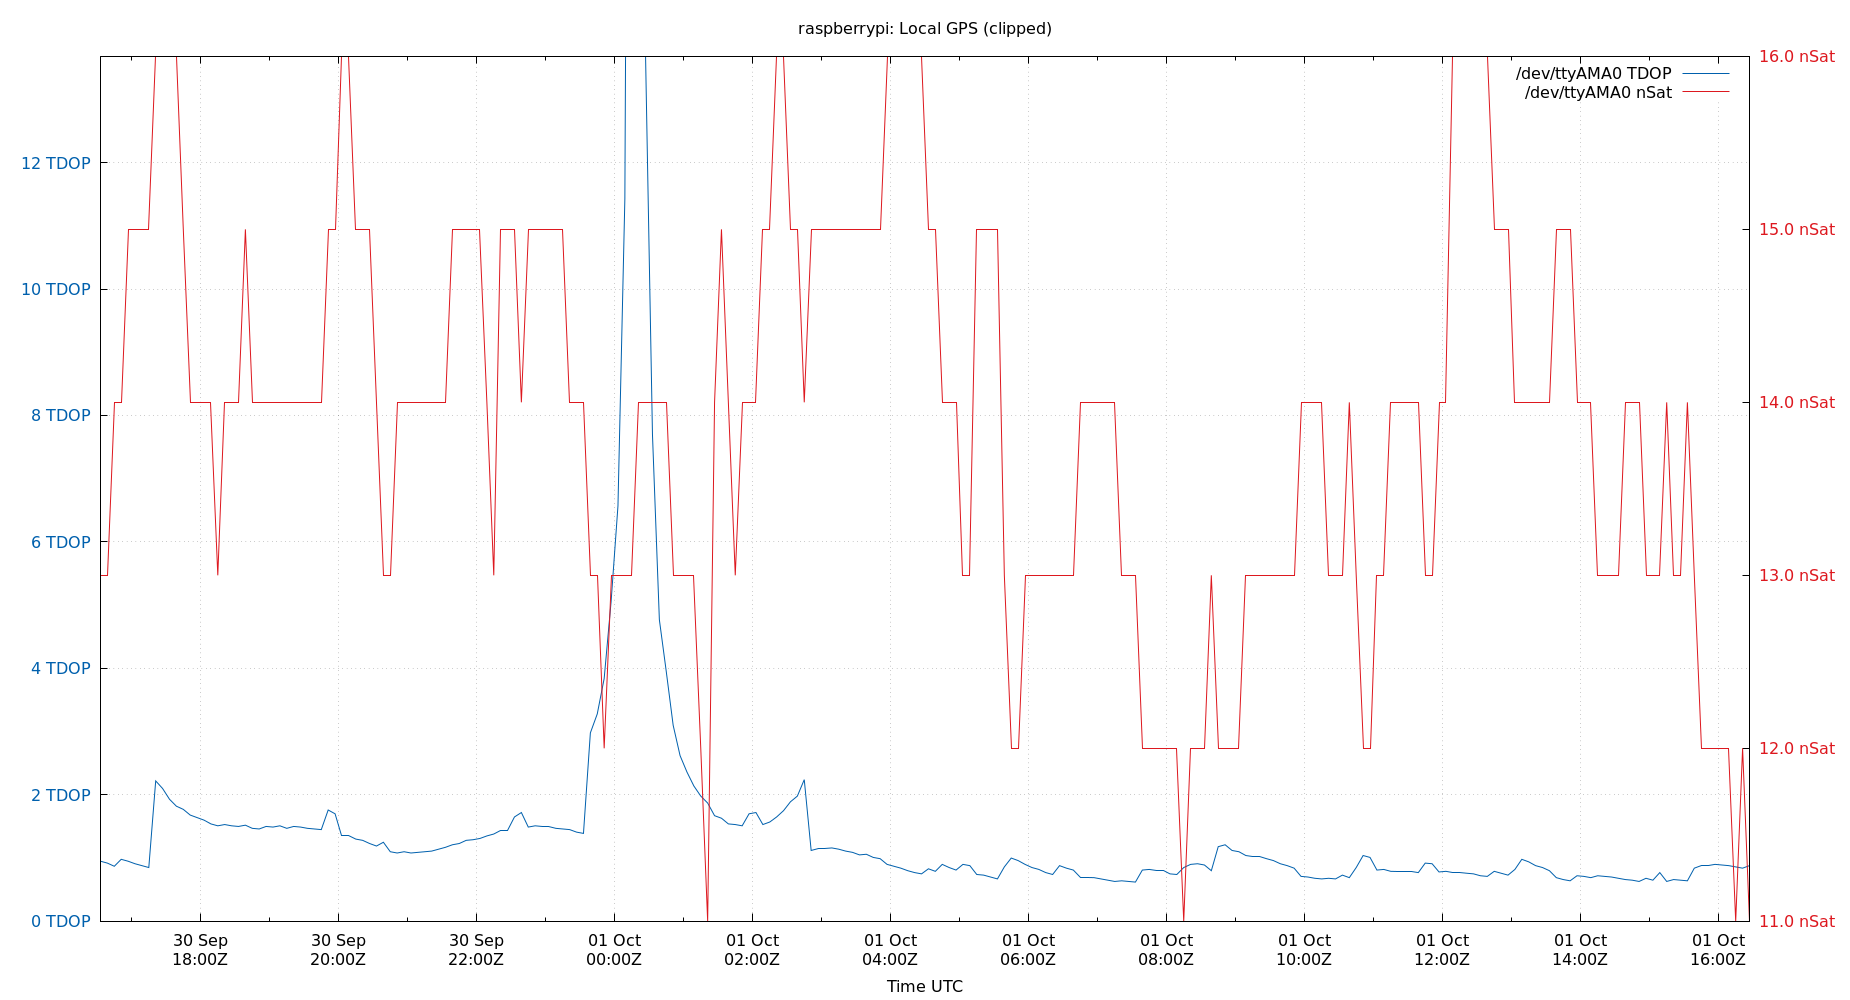 raspberrypi: Local GPS (clipped)
/dev/ttyAMA0 TDOP
/dev/ttyAMA0 nSat
12 TDOP
10 TDOP
8 TDOP
6 TDOP
4 TDOP
2 TDOP
0 TDOP
16.0 nSat
15.0 nSat
14.0 nSat
13.0 nSat
12.0 nSat
11.0 nSat
30 Sep
18:00Z
30 Sep
20:00Z
30 Sep
22:00Z
01 Oct
00:00Z
01 Oct
02:00Z
01 Oct
04:00Z
01 Oct
06:00Z
01 Oct
08:00Z
01 Oct
10:00Z
01 Oct
12:00Z
01 Oct
14:00Z
01 Oct
16:00Z
Time UTC